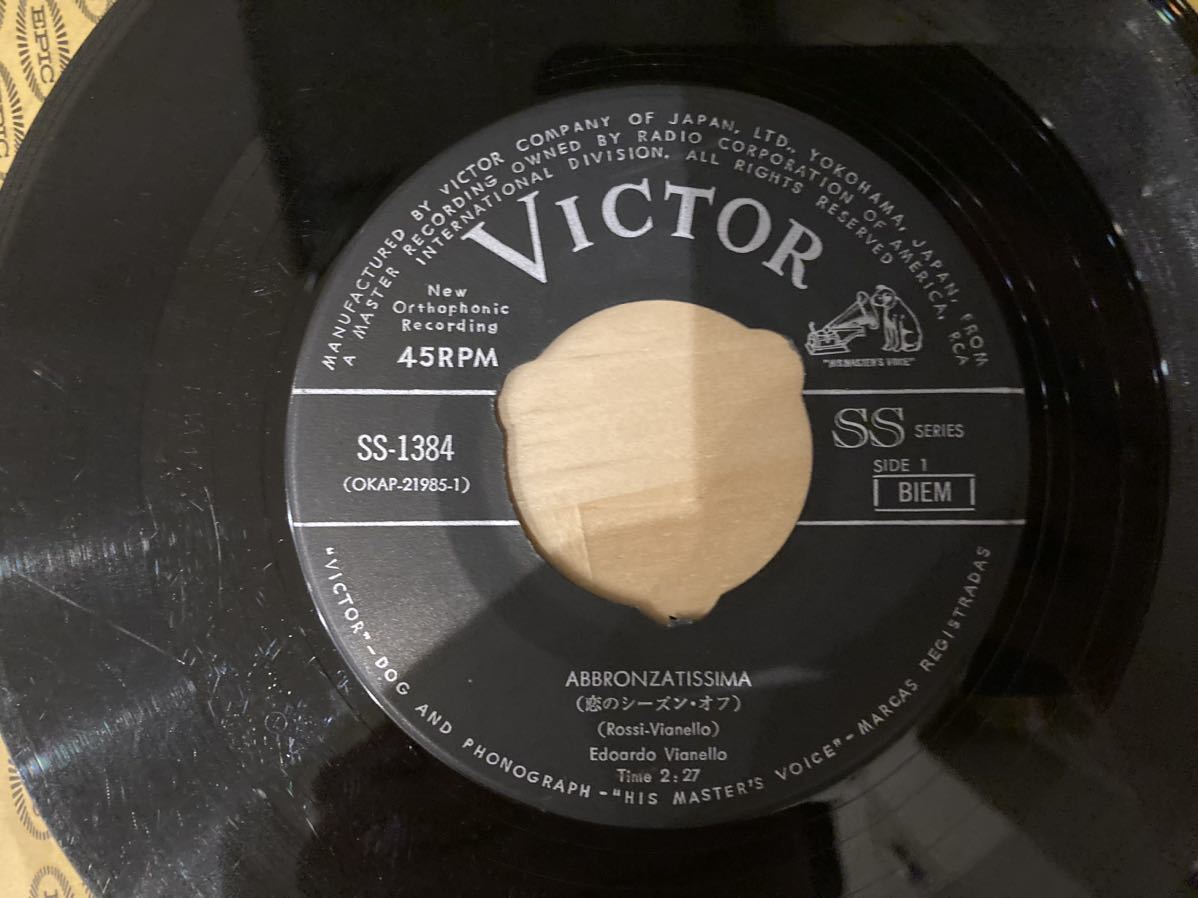 MANUFACTURED BY VICTOR COMPANY OF JAPAN, LTD., YOKOHAMA, JAPAN, FROM
A MASTER RECORDING OWNED BY RADIO CORPORATION OF AMERICA, RCA
INTERNATIONAL DIVISION. ALL RIGHTS RESERVED
VICTOR
New
Orthophonic
Recording
45RPM
"HIS MASTER'S VOICE"
SS-1384
(OKAP-21985-1)
SS SERIES
SIDE 1
BIEM
ABBRONZATISSIMA
(恋のシーズン・オフ)
(Rossi-Vianello)
Edoardo Vianello
Time 2:27
"VICTOR"-DOG AND PHONOGRAPH-"HIS MASTER'S VOICE"-MARCAS REGISTRADAS
EPIC
EPIC